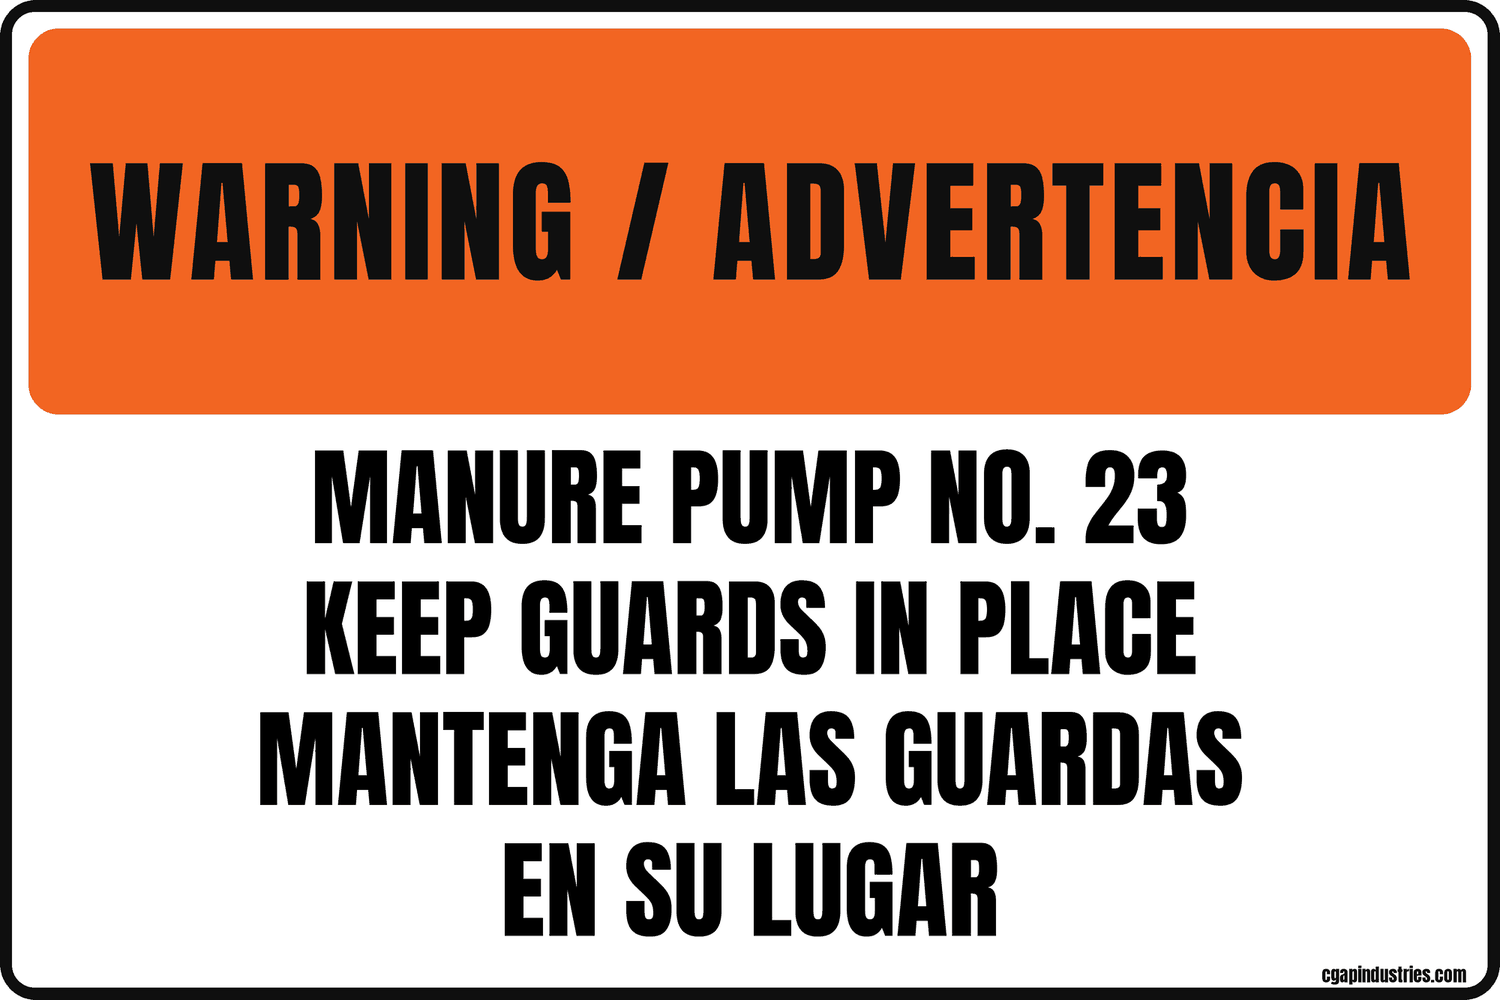 WARNING / ADVERTENCIA
MANURE PUMP NO. 23
KEEP GUARDS IN PLACE
MANTENGA LAS GUARDAS
EN SU LUGAR
cgapindustries.com